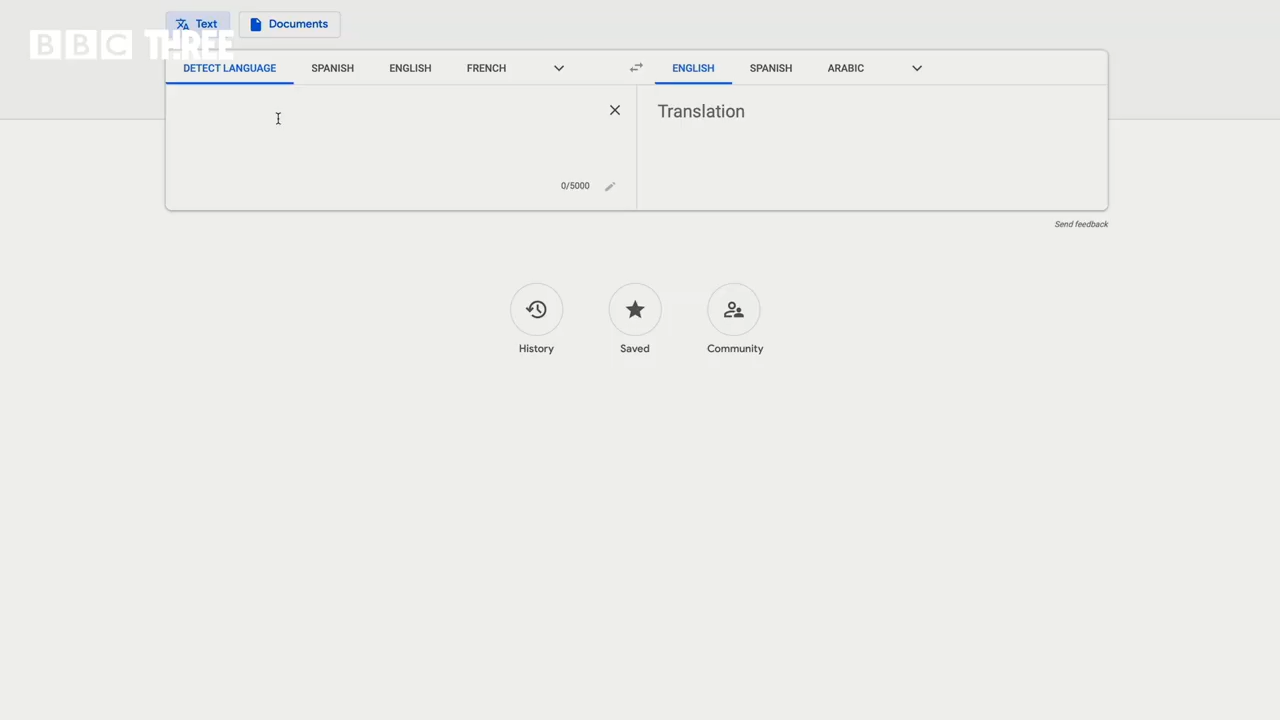 Text Documents
BBC THREE
DETECT LANGUAGE SPANISH ENGLISH FRENCH ENGLISH SPANISH ARABIC
Translation
0/5000
Send feedback
History Saved Community